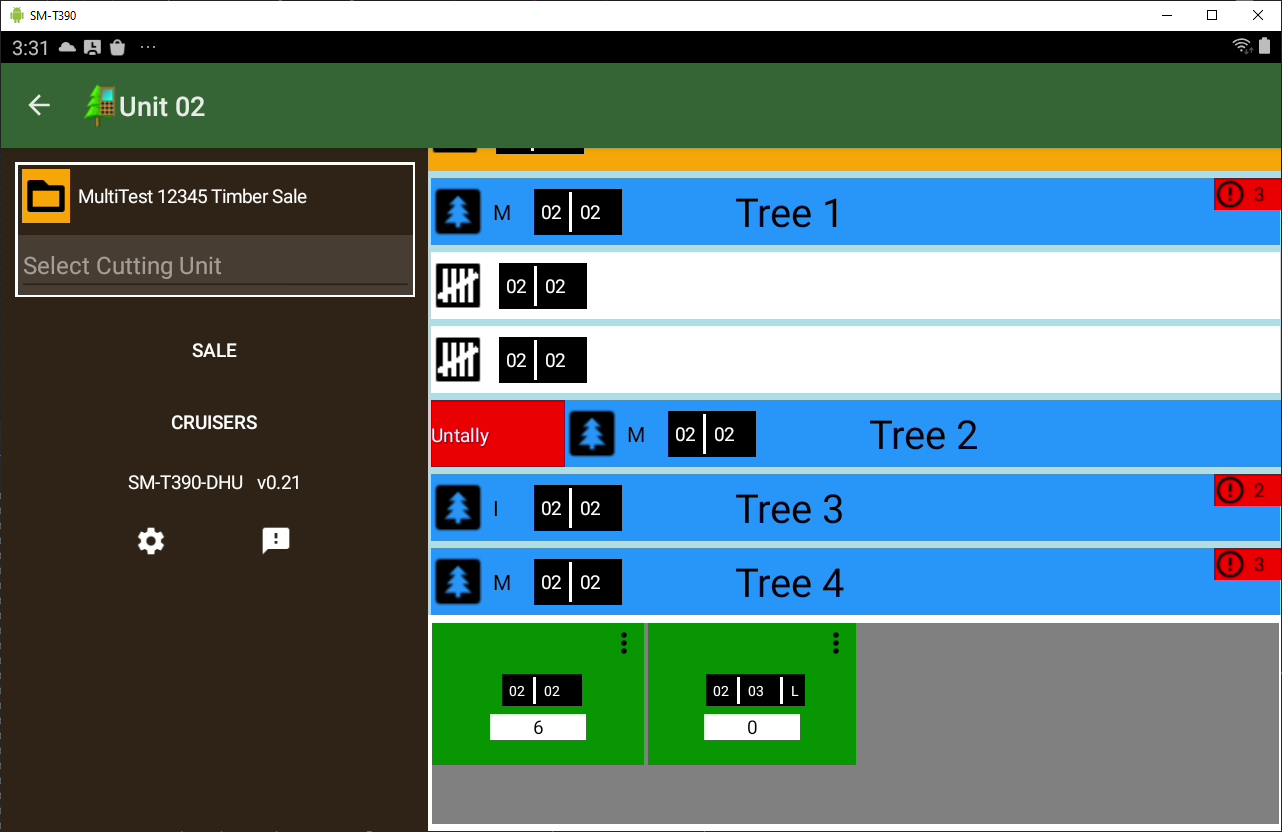 SM-T390
3:31
Unit 02
MultiTest 12345 Timber Sale
Select Cutting Unit
SALE
CRUISERS
SM-T390-DHU v0.21
M 02 02 Tree 1 3
02 02
02 02
Untally M 02 02 Tree 2
I 02 02 Tree 3 2
M 02 02 Tree 4 3
02 02
6
02 03 L
0